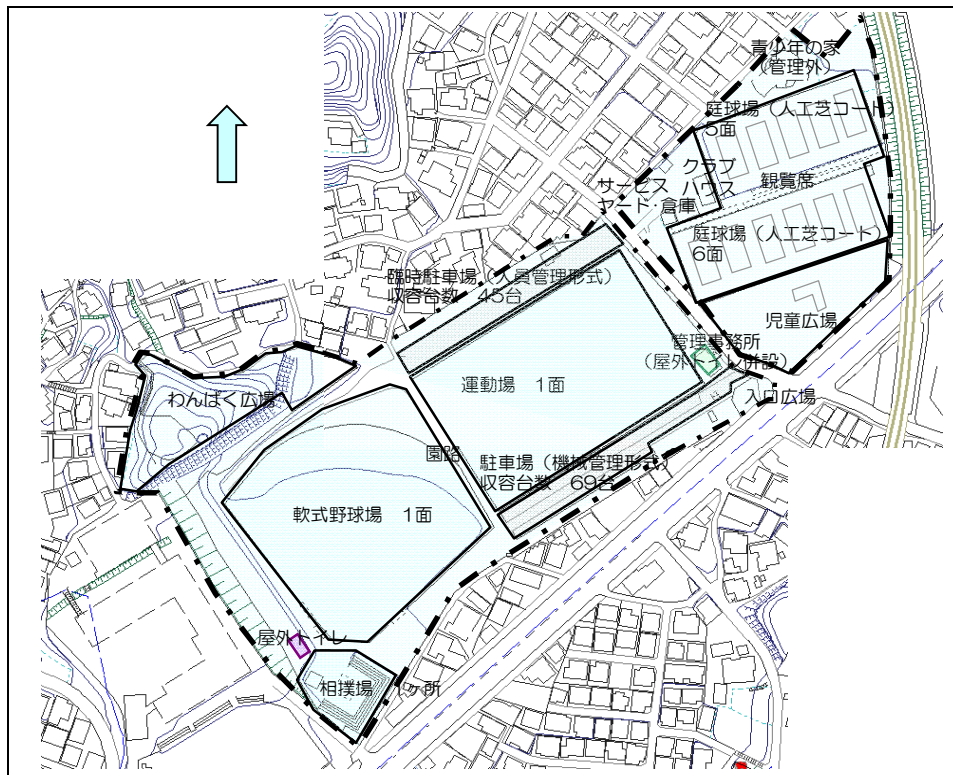 青少年の家
(管理外)
庭球場(人工芝コート)
5面
クラブ
ハウス
観覧席
サービス
ヤード・倉庫
庭球場(人工芝コート)
6面
臨時駐車場(人員管理形式)
収容台数 45台
児童広場
管理事務所
(屋外トイレ併設)
運動場 1面
入口広場
わんぱく広場
園路
駐車場(機械管理形式)
収容台数 69台
軟式野球場 1面
屋外トイレ
相撲場 1ヶ所